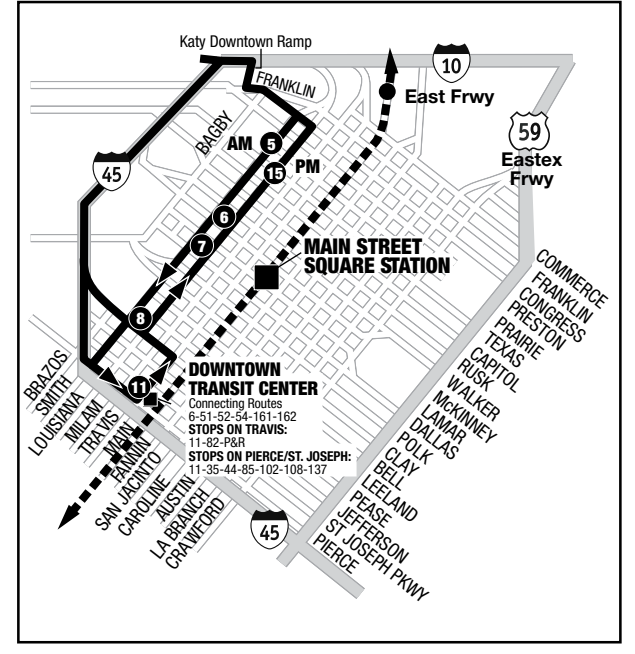 Katy Downtown Ramp
FRANKLIN
10
East Frwy
BAGBY
AM
5
15
PM
59
Eastex
Frwy
45
6
7
MAIN STREET
SQUARE STATION
8
11
DOWNTOWN
TRANSIT CENTER
Connecting Routes
6-51-52-54-161-162
STOPS ON TRAVIS:
11-82-P&R
STOPS ON PIERCE/ST. JOSEPH:
11-35-44-85-102-108-137
BRAZOS
SMITH
LOUISIANA
MILAM
TRAVIS
MAIN
FANNIN
SAN JACINTO
CAROLINE
AUSTIN
LA BRANCH
CRAWFORD
45
COMMERCE
FRANKLIN
CONGRESS
PRESTON
PRAIRIE
TEXAS
CAPITOL
RUSK
WALKER
McKINNEY
LAMAR
DALLAS
POLK
CLAY
BELL
LEELAND
PEASE
JEFFERSON
ST JOSEPH PKWY
PIERCE